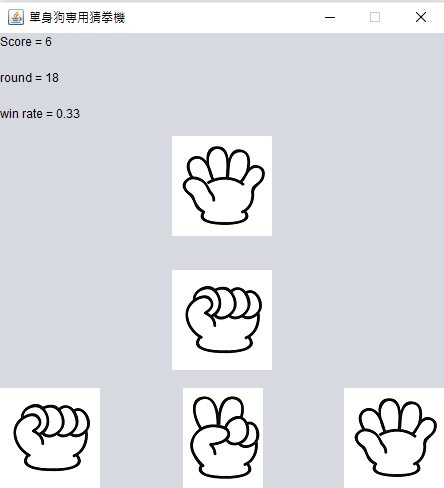 單身狗專用猜拳機
Score = 6
round = 18
win rate = 0.33